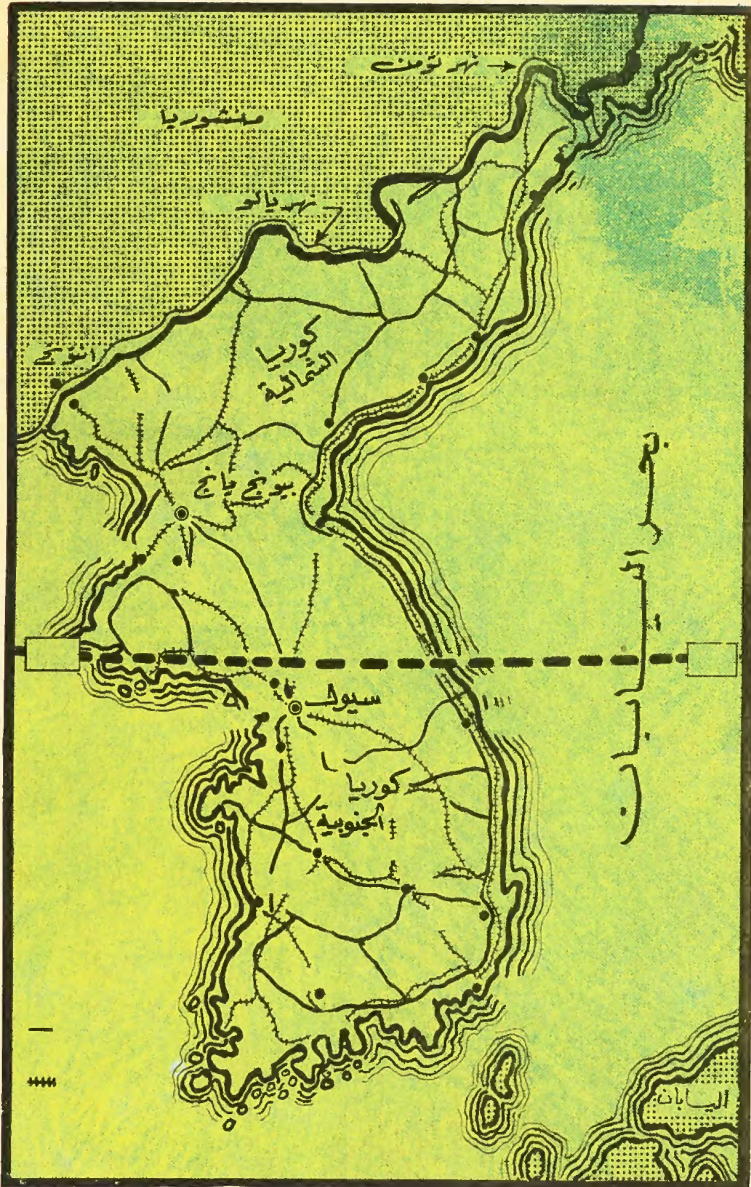 نهر تومن
منشوريا
نهر يالو
انتونج
كوريا
الشمالية
بيونج يانج
بحر اليابان
سيول
كوريا
الجنوبية
اليابان